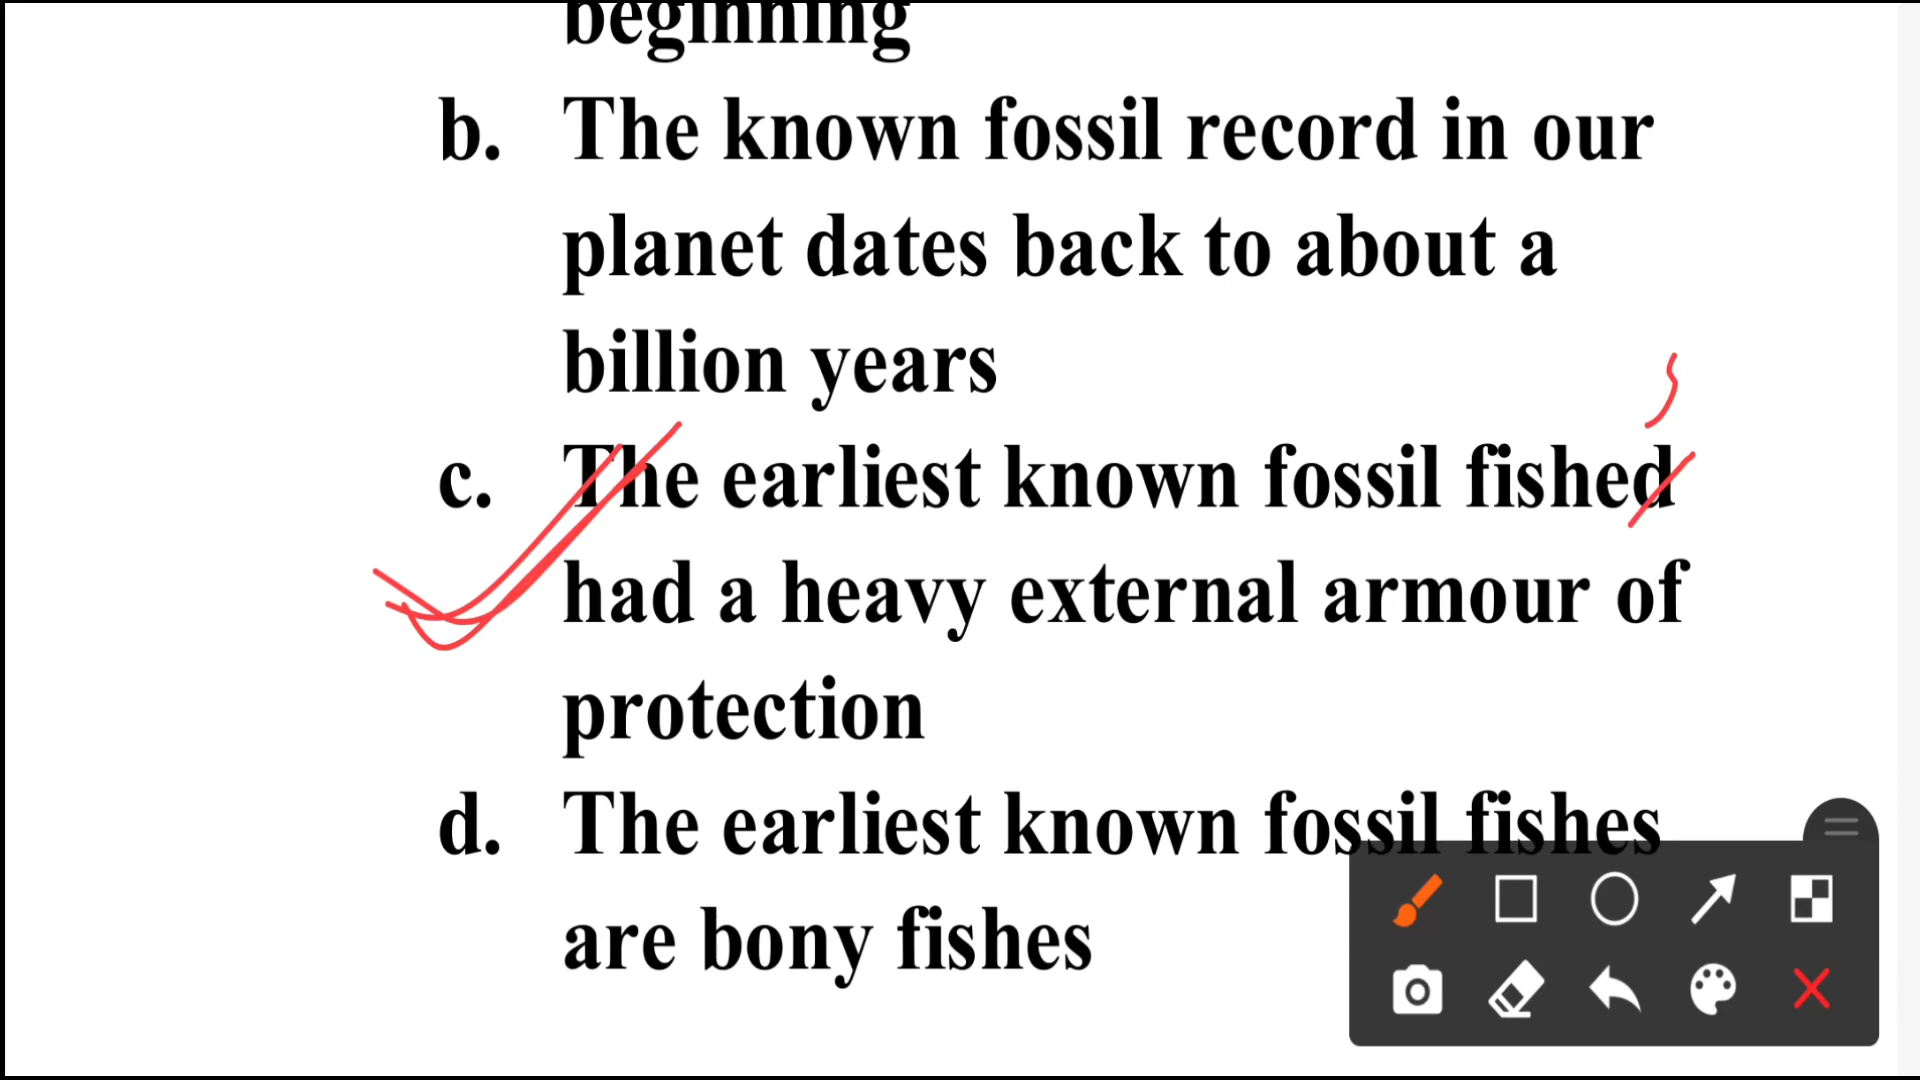 beginning
b. The known fossil record in our
planet dates back to about a
billion years
s
c. The earliest known fossil fished
had a heavy external armour of
protection
d. The earliest known fossil fishes
are bony fishes